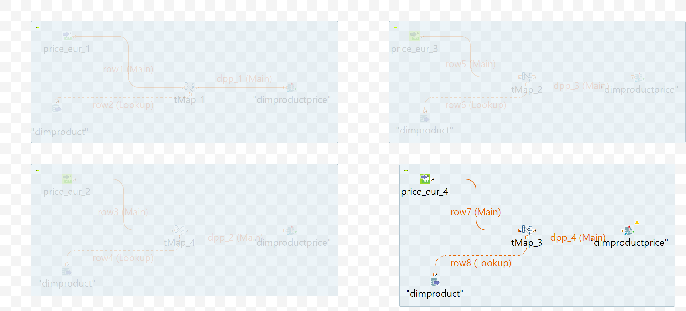 price_eur_1
row1 (Main)
dpp_1 (Main)
row2 (Lookup)
tMap_1
"dimproductprice"
"dimproduct"
price_eur_3
row5 (Main)
dpp_3 (Main)
tMap_2
"dimproductprice"
row6 (Lookup)
"dimproduct"
price_eur_2
row3 (Main)
dpp_2 (Main)
tMap_4
"dimproductprice"
row4 (Lookup)
"dimproduct"
price_eur_4
row7 (Main)
dpp_4 (Main)
tMap_3
"dimproductprice"
row8 (Lookup)
"dimproduct"